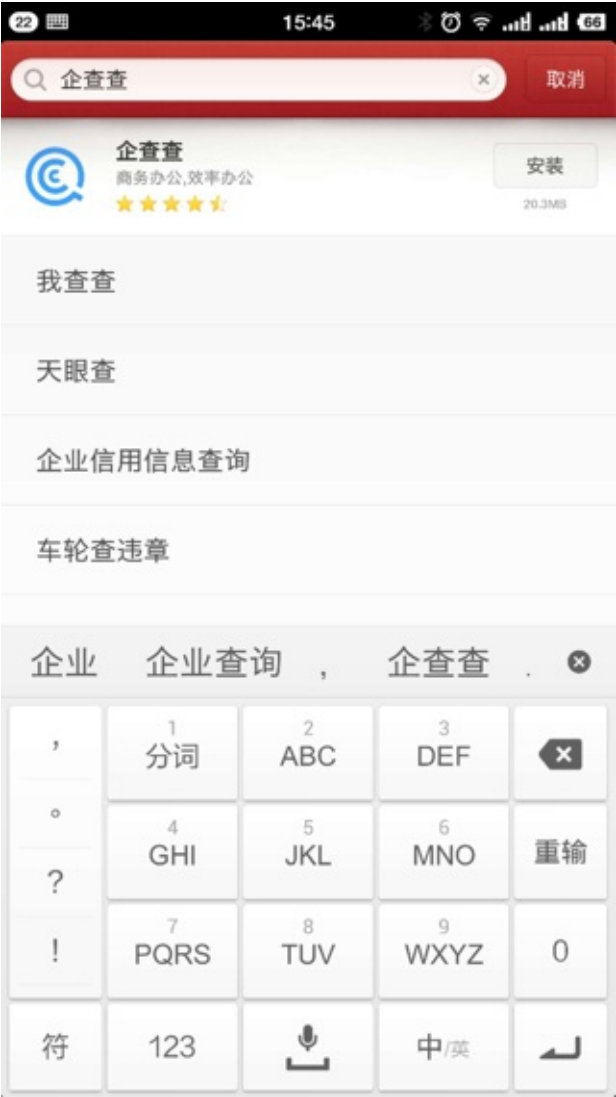 22 15:45 66
企查查 取消
企查查
商务办公,效率办公
安装
20.3MB
我查查
天眼查
企业信用信息查询
车轮查违章
企业 企业查询 , 企查查 .
, 1 2 3
分词 ABC DEF
。 4 5 6
GHI JKL MNO 重输
?
7 8 9
! PQRS TUV WXYZ 0
符 123 中/英